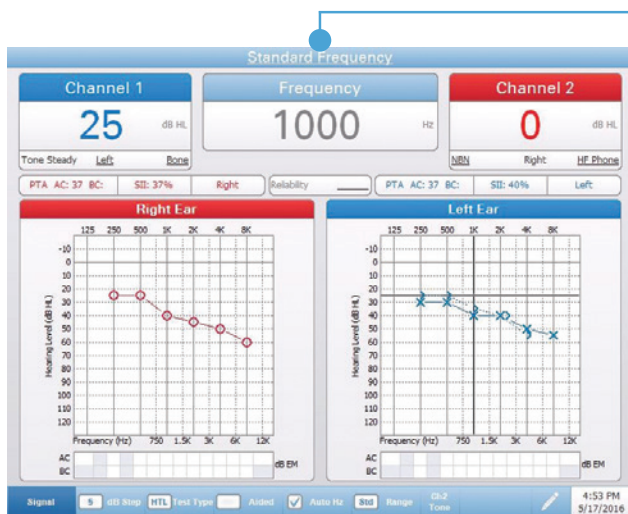 Standard Frequency
Channel 1
Frequency
Channel 2
25 dB HL
1000 Hz
0 dB HL
Tone Steady Left Bone
NBN Right HF Phone
PTA AC: 37 BC: SII: 37% Right Reliability PTA AC: 37 BC: SII: 40% Left
Right Ear
Left Ear
125 250 500 1K 2K 4K 8K
125 250 500 1K 2K 4K 8K
Hearing Level (dB HL)
-10
0
10
20
30
40
50
60
70
80
90
100
110
120
Hearing Level (dB HL)
-10
0
10
20
30
40
50
60
70
80
90
100
110
120
Frequency (Hz) 750 1.5K 3K 6K 12K
Frequency (Hz) 750 1.5K 3K 6K 12K
AC
BC
dB EM
AC
BC
dB EM
Signal 5 dB Step HTL Test Type Aided Auto Hz Std Range Ch2
Tone
4:53 PM
5/17/2016